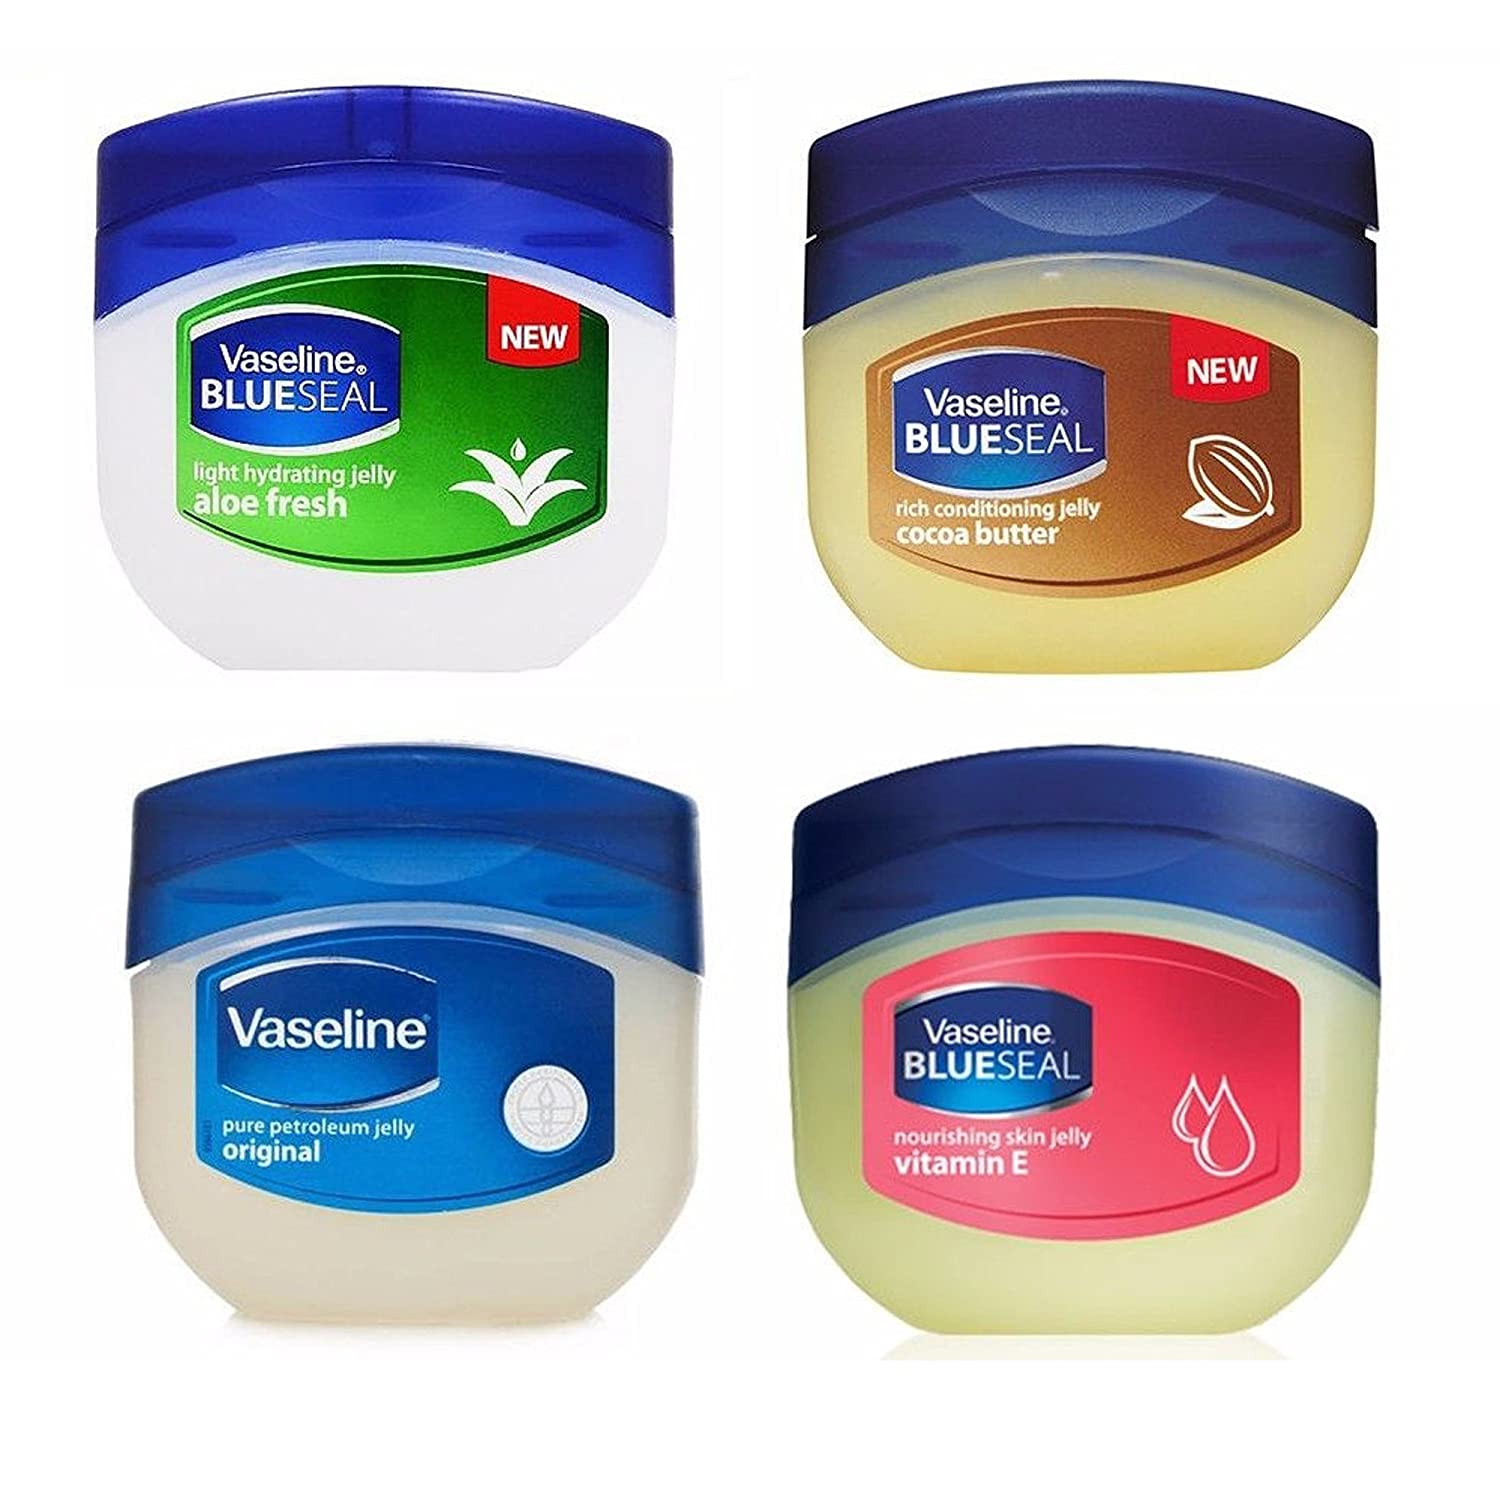 NEW
Vaseline®
BLUESEAL
light hydrating jelly
aloe fresh
NEW
Vaseline®
BLUESEAL
rich conditioning jelly
cocoa butter
Vaseline®
pure petroleum jelly
original
Vaseline®
BLUESEAL
nourishing skin jelly
vitamin E